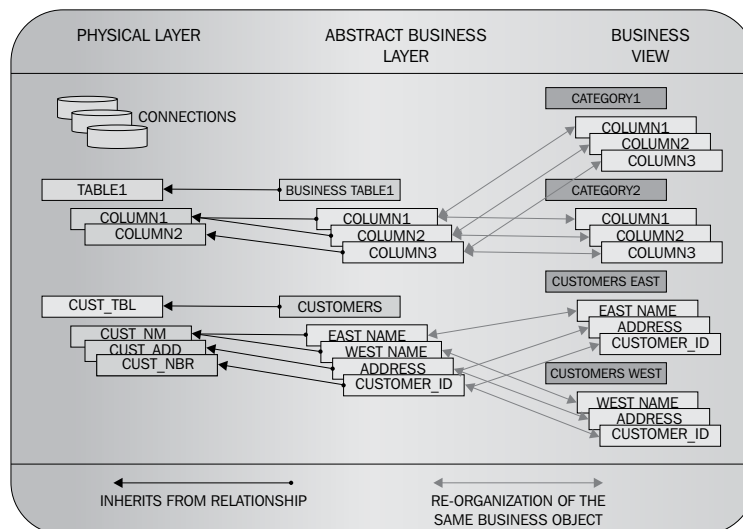 PHYSICAL LAYER
ABSTRACT BUSINESS
LAYER
BUSINESS
VIEW
CONNECTIONS
TABLE1
COLUMN1
COLUMN2
BUSINESS TABLE1
COLUMN1
COLUMN2
COLUMN3
CATEGORY1
COLUMN1
COLUMN2
COLUMN3
CATEGORY2
COLUMN1
COLUMN2
COLUMN3
CUST_TBL
CUST_NM
CUST_ADD
CUST_NBR
CUSTOMERS
EAST NAME
WEST NAME
ADDRESS
CUSTOMER_ID
CUSTOMERS EAST
EAST NAME
ADDRESS
CUSTOMER_ID
CUSTOMERS WEST
WEST NAME
ADDRESS
CUSTOMER_ID
INHERITS FROM RELATIONSHIP
RE-ORGANIZATION OF THE
SAME BUSINESS OBJECT